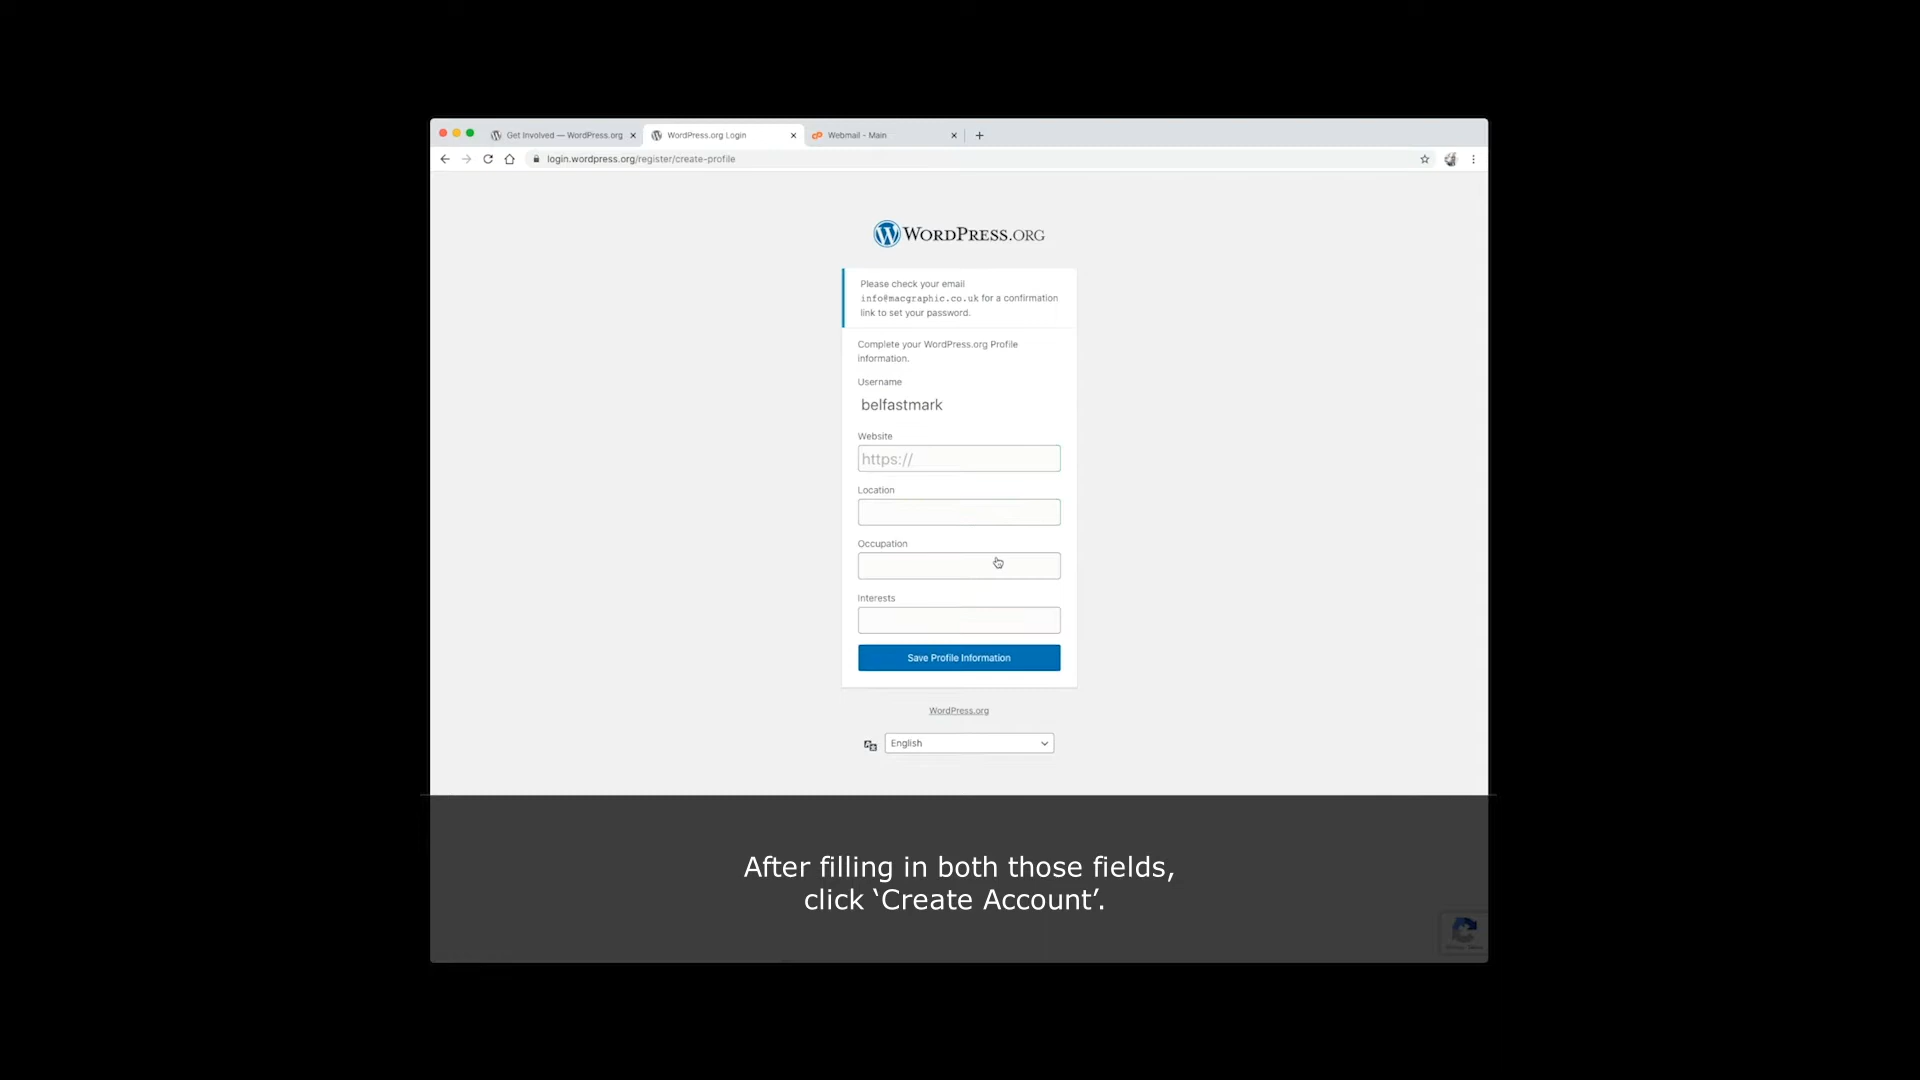 Get Involved — WordPress.org
WordPress.org Login
Webmail - Main
login.wordpress.org/register/create-profile
WORDPRESS.ORG
Please check your email
info@macgraphic.co.uk for a confirmation
link to set your password.
Complete your WordPress.org Profile
information.
Username
belfastmark
Website
https://
Location
Occupation
Interests
Save Profile Information
WordPress.org
English
After filling in both those fields,
click ‘Create Account’.